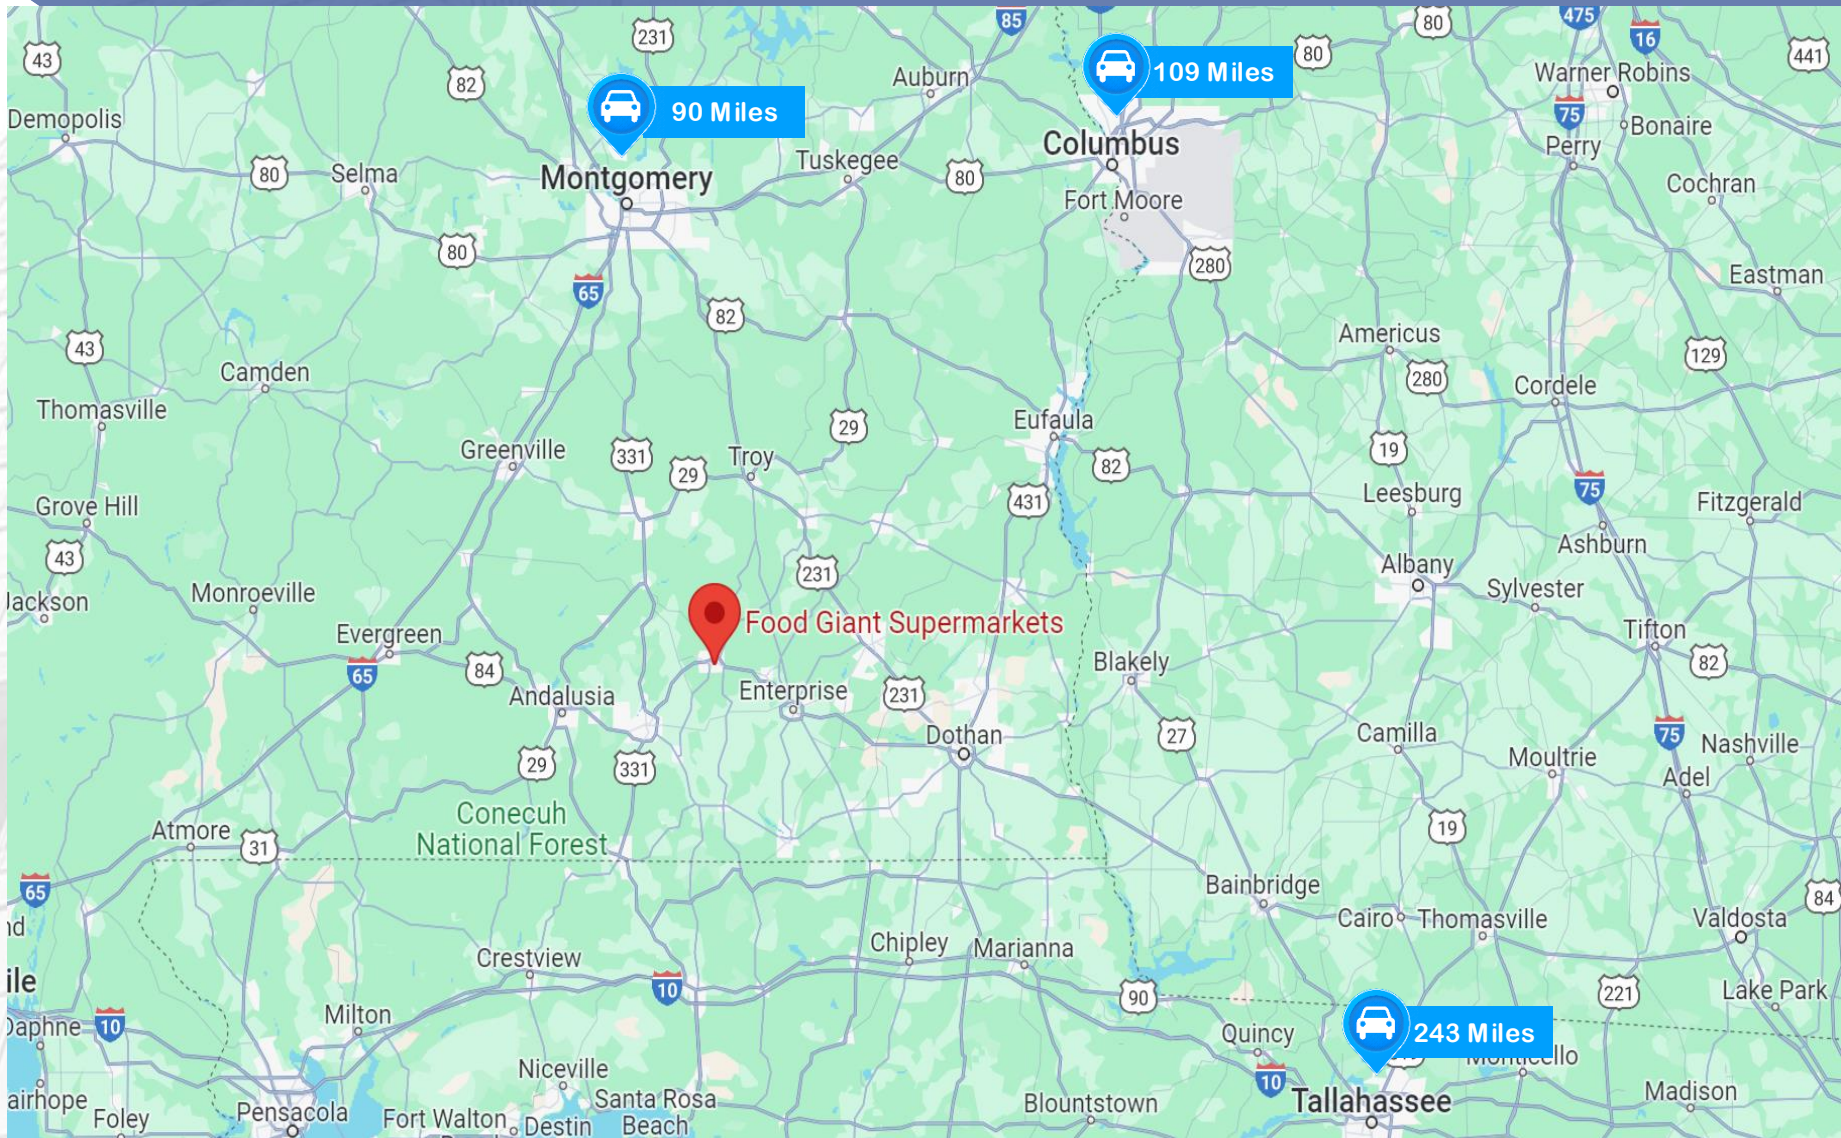 85
475
80
16
43
231
80
441
82
Auburn
109 Miles
Warner Robins
90 Miles
Demopolis
75
Bonaire
Columbus
Perry
80
Selma
Tuskegee
80
Montgomery
Cochran
Fort Moore
80
280
Eastman
65
82
Americus
43
129
Camden
280
Cordele
Thomasville
Eufaula
29
Greenville
331
Troy
19
29
82
75
Leesburg
431
Fitzgerald
Grove Hill
43
Ashburn
231
Albany
Sylvester
Monroeville
Jackson
Food Giant Supermarkets
Evergreen
Tifton
84
65
Blakely
82
Enterprise
231
Andalusia
Dothan
27
Camilla
75
Nashville
29
331
Moultrie
Adel
Conecuh
National Forest
Atmore
31
19
65
Bainbridge
84
Cairo
Thomasville
Valdosta
nd
Chipley
Marianna
Crestview
ile
10
90
221
Lake Park
Milton
Daphne
10
Quincy
243 Miles
Monticello
Niceville
10
Santa Rosa
Beach
Tallahassee
Madison
airhope
Foley
Pensacola
Fort Walton
Destin
Blountstown